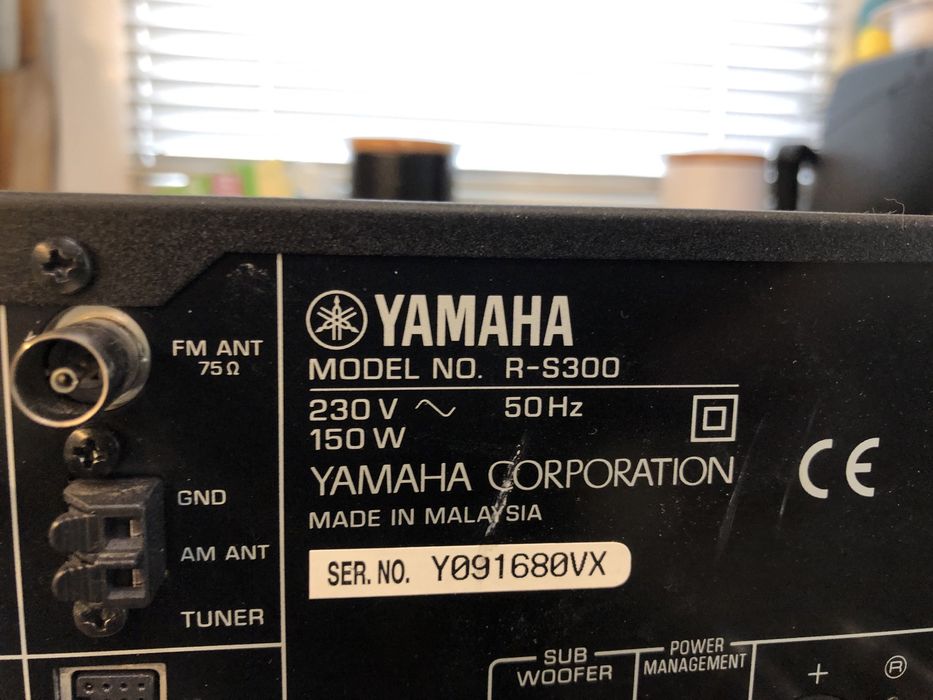 FM ANT
75Ω
GND
AM ANT
TUNER
YAMAHA
MODEL NO. R-S300
230 V ∼ 50 Hz
150 W
YAMAHA CORPORATION
MADE IN MALAYSIA
CE
SER. NO. Y091680VX
SUB
WOOFER
POWER
MANAGEMENT
+ R